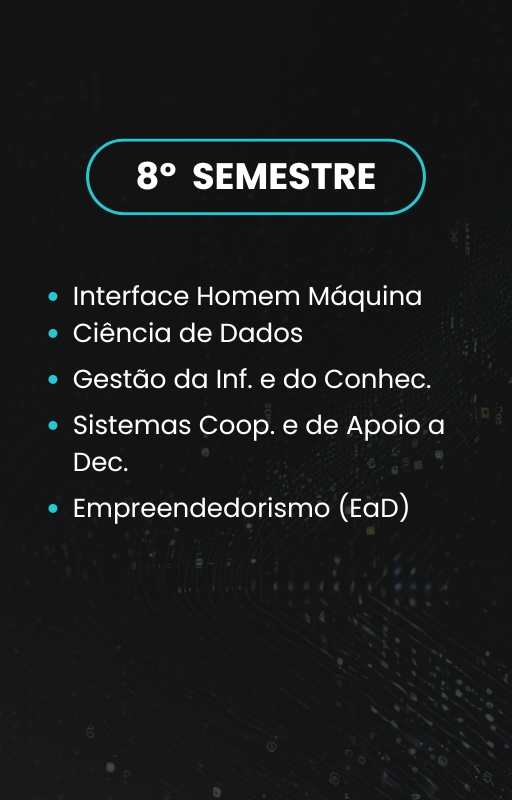 8º SEMESTRE
Interface Homem Máquina
Ciência de Dados
Gestão da Inf. e do Conhec.
Sistemas Coop. e de Apoio a
Dec.
Empreendedorismo (EaD)